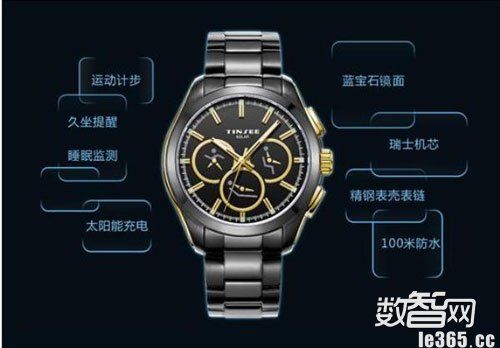 运动计步
久坐提醒
睡眠监测
太阳能充电
TINSEE
SOLAR
蓝宝石镜面
瑞士机芯
精钢表壳表链
100米防水
数智网
le365.cc